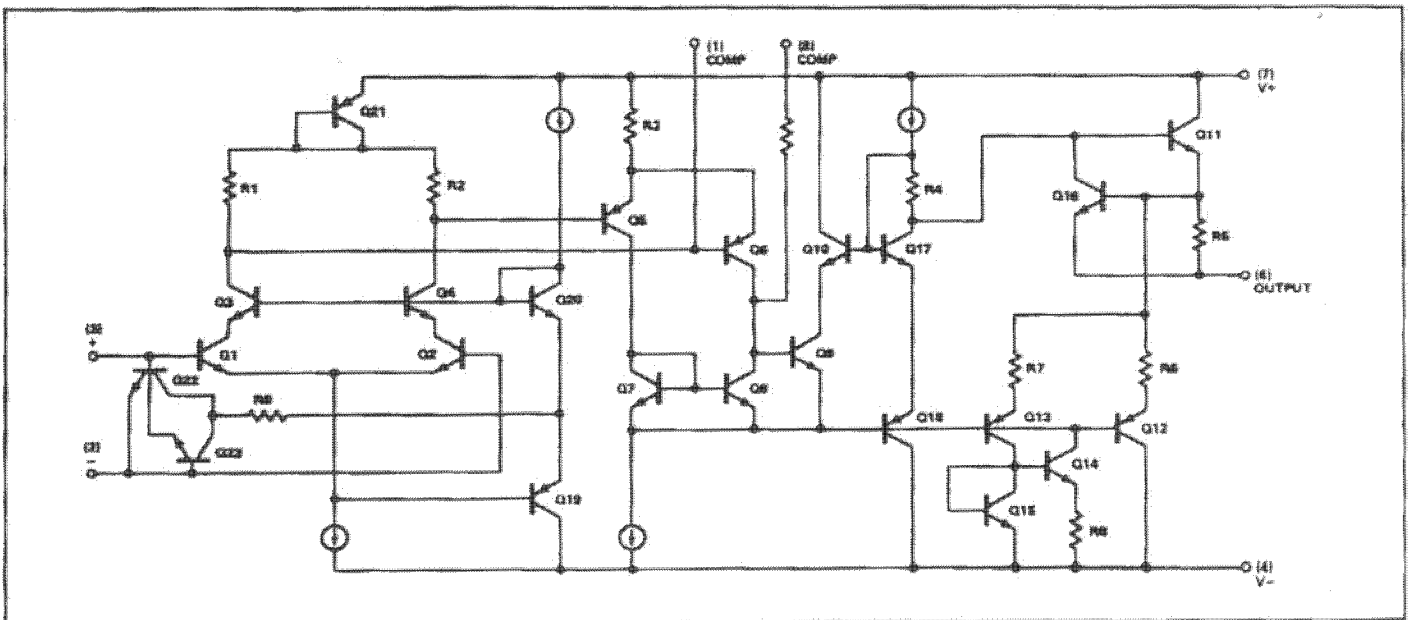 (1)
COMP
(8)
COMP
(7)
V+
Q21
R3
Q11
R1
R2
R4
Q16
Q5
Q6
Q10
Q17
R5
(6)
OUTPUT
Q3
Q4
Q20
(3)
+
Q1
Q2
Q9
Q22
R7
R6
Q7
Q8
Q18
Q13
Q12
(2)
-
Q23
Q14
Q19
Q15
R8
(4)
V-